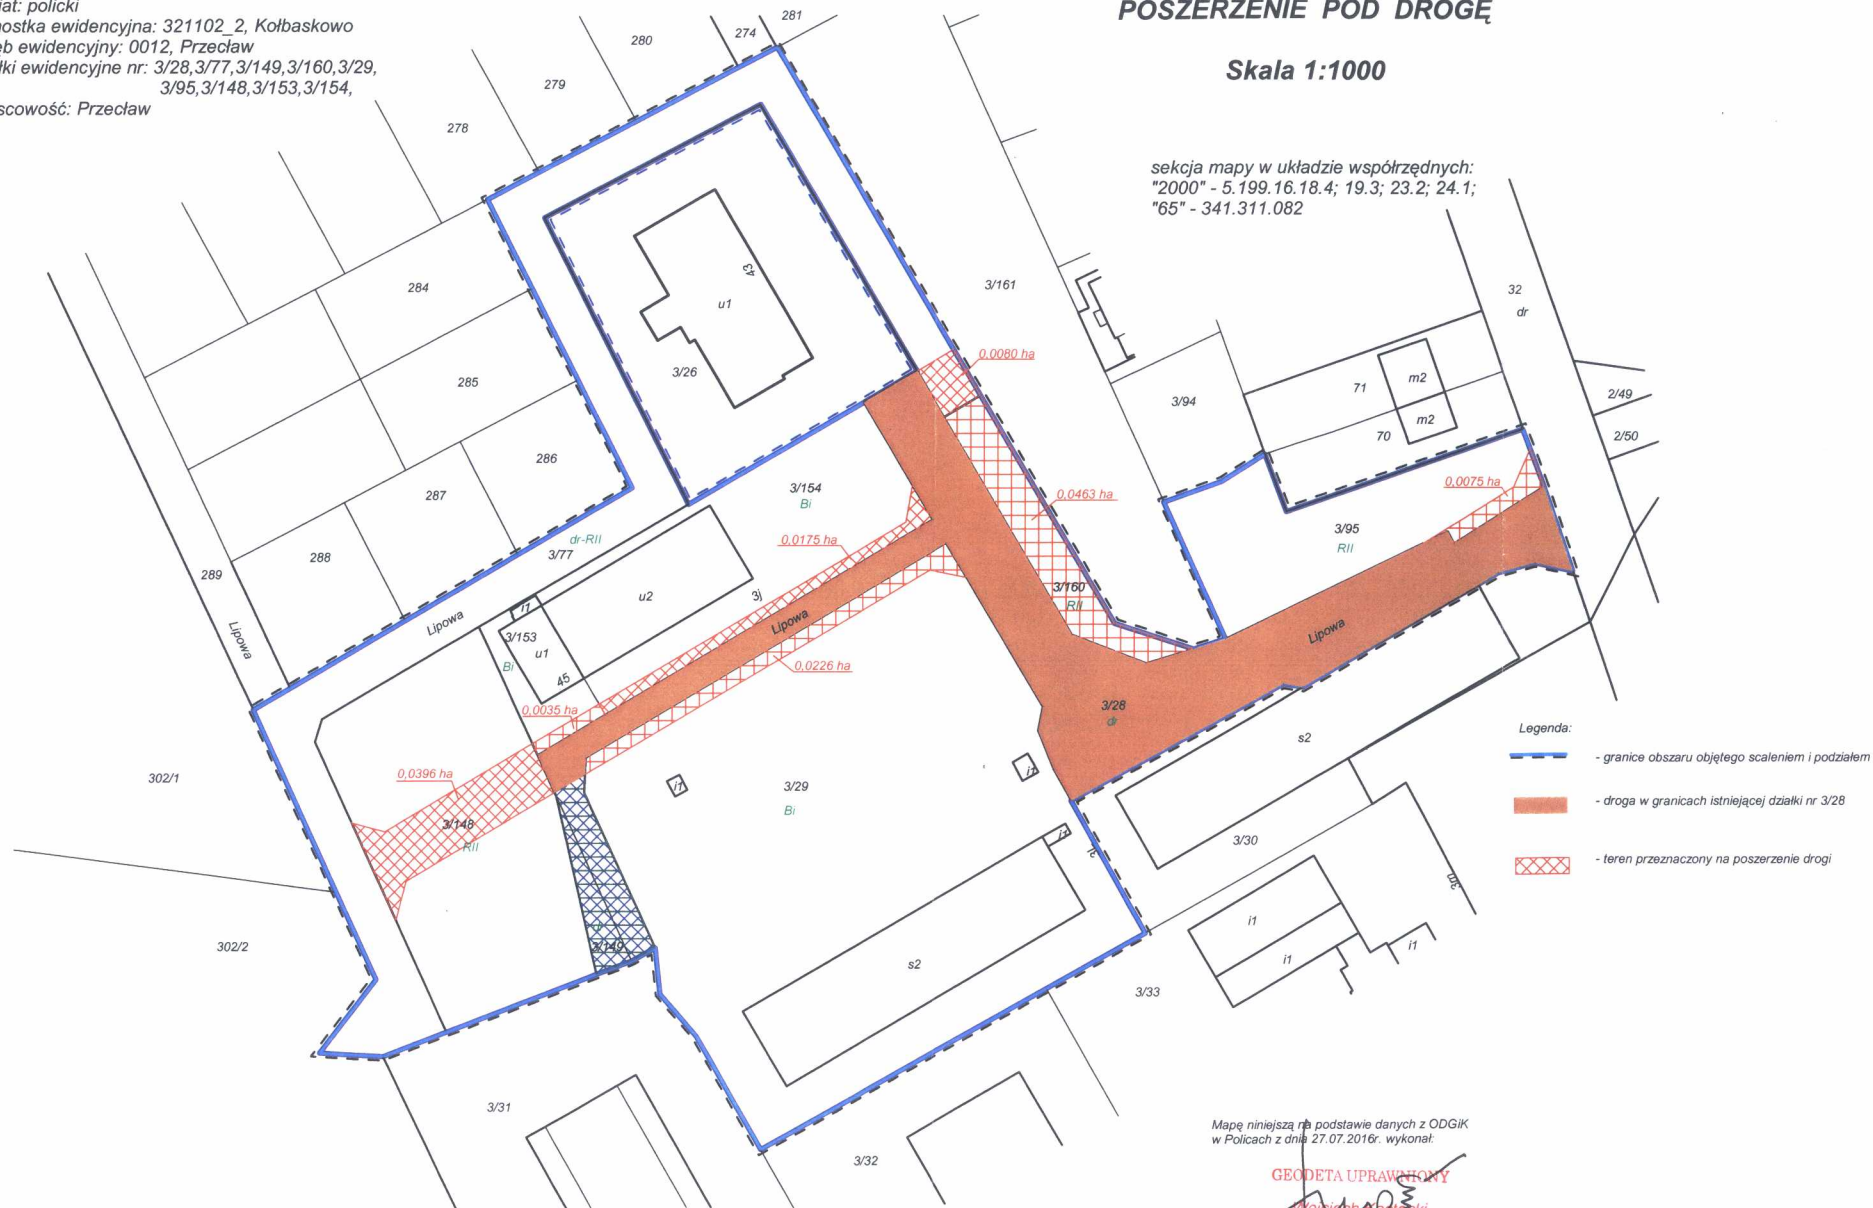 iat: policki
nostka ewidencyjna: 321102_2, Kołbaskowo
ęb ewidencyjny: 0012, Przecław
łki ewidencyjne nr: 3/28,3/77,3/149,3/160,3/29,
3/95,3/148,3/153,3/154,
scowość: Przecław
POSZERZENIE POD DROGĘ
Skala 1:1000
sekcja mapy w układzie współrzędnych:
"2000" - 5.199.16.18.4; 19.3; 23.2; 24.1;
"65" - 341.311.082
281
274
280
279
278
284
285
286
287
288
289
Lipowa
Lipowa
43
u1
3/26
3/161
32
dr
2/49
2/50
71
m2
m2
70
3/94
0,0080 ha
0,0463 ha
0,0075 ha
3/95
RII
3/154
Bi
dr-RII
3/77
0,0175 ha
u2
3j
i1
3/153
u1
Bi
45
Lipowa
0,0226 ha
0,0035 ha
3/160
RII
Lipowa
3/28
dr
302/1
0,0396 ha
3/148
RII
i1
3/29
Bi
i1
s2
3/30
i1
3m
302/2
3/149
s2
i1
i1
i1
3/33
3/31
3/32
Legenda:
- granice obszaru objętego scaleniem i podziałem
- droga w granicach istniejącej działki nr 3/28
- teren przeznaczony na poszerzenie drogi
Mapę niniejszą na podstawie danych z ODGiK
w Policach z dnia 27.07.2016r. wykonał:
GEODETA UPRAWNIONY